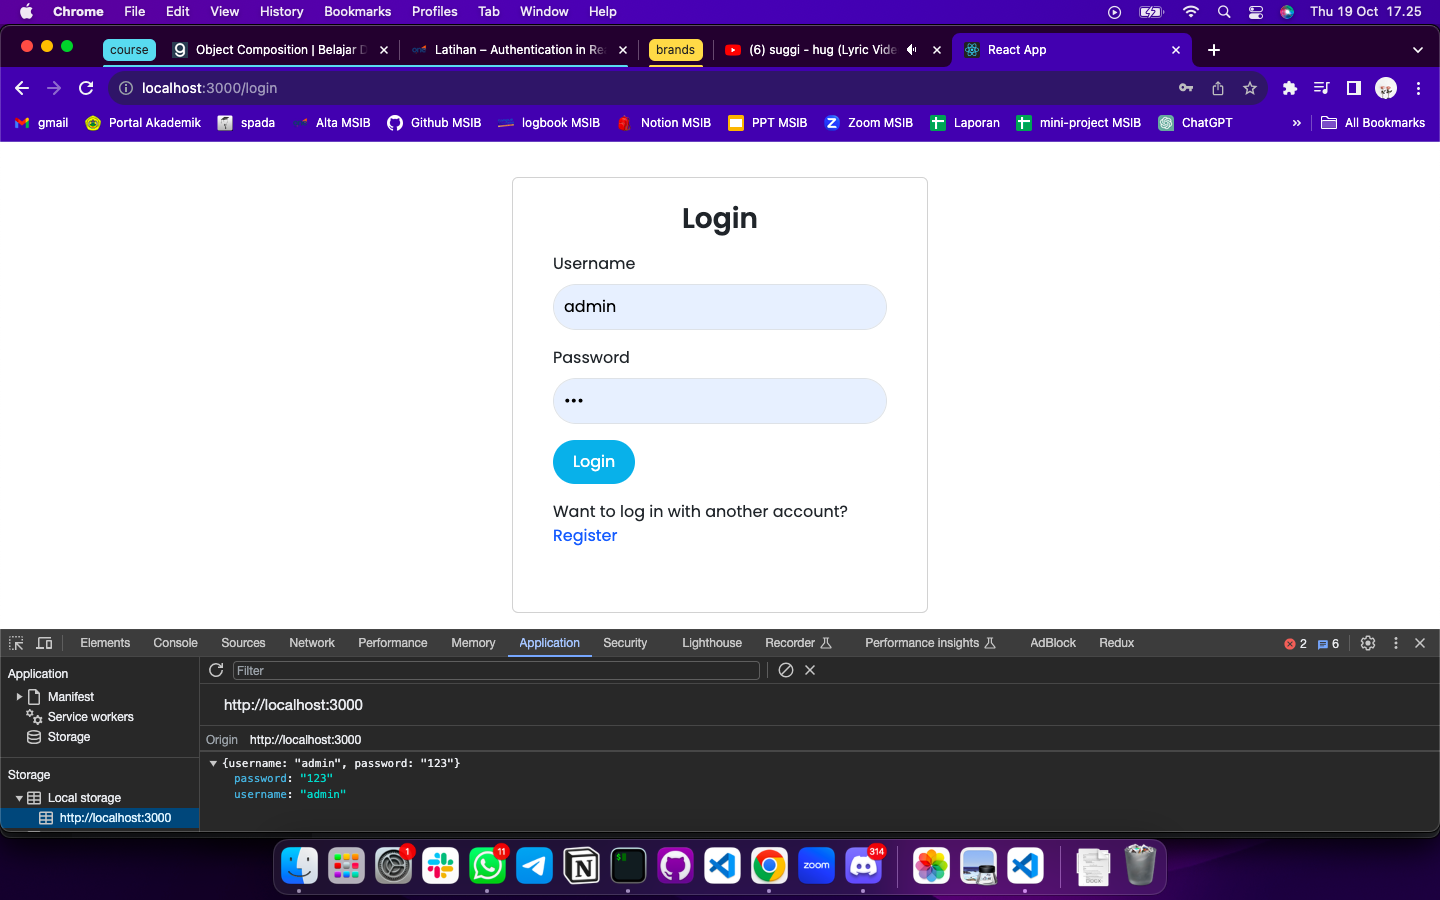 Chrome File Edit View History Bookmarks Profiles Tab Window Help Thu 19 Oct 17.25
course Object Composition | Belajar D Latihan – Authentication in Re brands (6) suggi - hug (Lyric Vide React App
localhost:3000/login
gmail Portal Akademik spada Alta MSIB Github MSIB logbook MSIB Notion MSIB PPT MSIB Zoom MSIB Laporan mini-project MSIB ChatGPT » All Bookmarks
Login
Username
admin
Password
•••
Login
Want to log in with another account?
Register
Elements Console Sources Network Performance Memory Application Security Lighthouse Recorder Performance insights AdBlock Redux 2 6
Application
Filter
Manifest
Service workers
Storage
http://localhost:3000
Origin http://localhost:3000
{username: "admin", password: "123"}
password: "123"
username: "admin"
Storage
Local storage
http://localhost:3000
1
11
$
zoom
314
DOCX